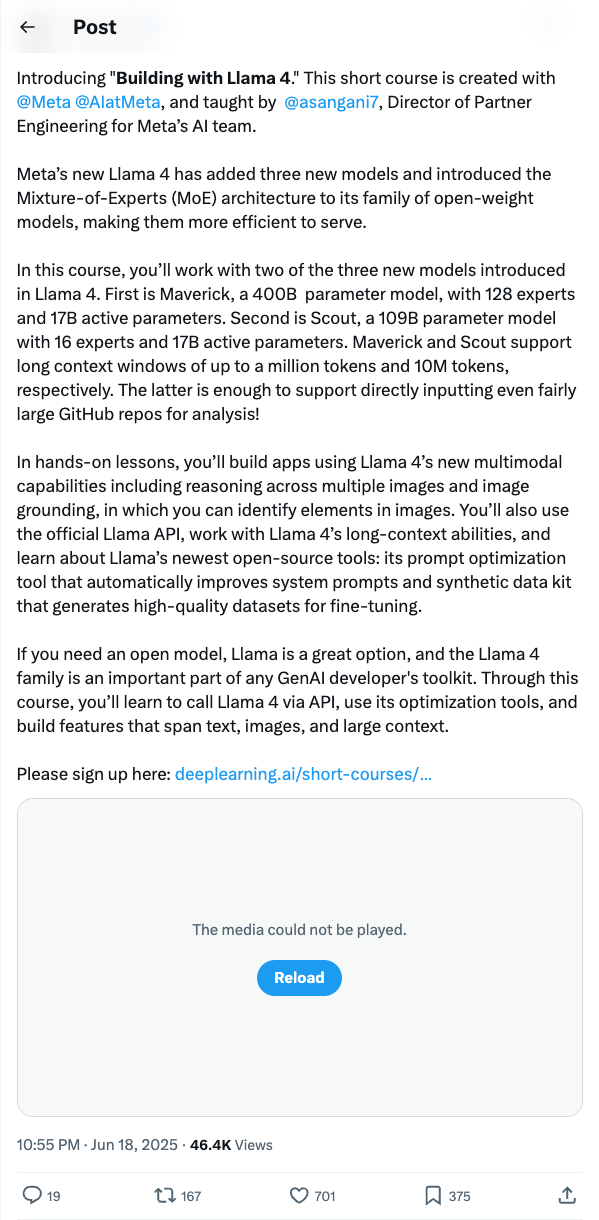 Post
Introducing "Building with Llama 4." This short course is created with
@Meta @AIatMeta, and taught by  @asangani7, Director of Partner
Engineering for Meta’s AI team.
Meta’s new Llama 4 has added three new models and introduced the
Mixture-of-Experts (MoE) architecture to its family of open-weight
models, making them more efficient to serve.
In this course, you’ll work with two of the three new models introduced
in Llama 4. First is Maverick, a 400B  parameter model, with 128 experts
and 17B active parameters. Second is Scout, a 109B parameter model
with 16 experts and 17B active parameters. Maverick and Scout support
long context windows of up to a million tokens and 10M tokens,
respectively. The latter is enough to support directly inputting even fairly
large GitHub repos for analysis!
In hands-on lessons, you’ll build apps using Llama 4’s new multimodal
capabilities including reasoning across multiple images and image
grounding, in which you can identify elements in images. You’ll also use
the official Llama API, work with Llama 4’s long-context abilities, and
learn about Llama’s newest open-source tools: its prompt optimization
tool that automatically improves system prompts and synthetic data kit
that generates high-quality datasets for fine-tuning.
If you need an open model, Llama is a great option, and the Llama 4
family is an important part of any GenAI developer's toolkit. Through this
course, you’ll learn to call Llama 4 via API, use its optimization tools, and
build features that span text, images, and large context.
Please sign up here: deeplearning.ai/short-courses/…
The media could not be played.
Reload
10:55 PM · Jun 18, 2025 · 46.4K Views
19 167 701 375